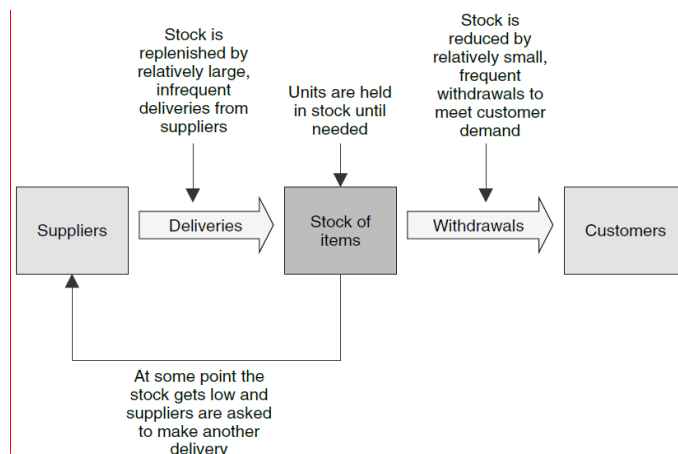 Stock is
replenished by
relatively large,
infrequent
deliveries from
suppliers
Units are held
in stock until
needed
Stock is
reduced by
relatively small,
frequent
withdrawals to
meet customer
demand
Suppliers
Deliveries
Stock of
items
Withdrawals
Customers
At some point the
stock gets low and
suppliers are asked
to make another
delivery